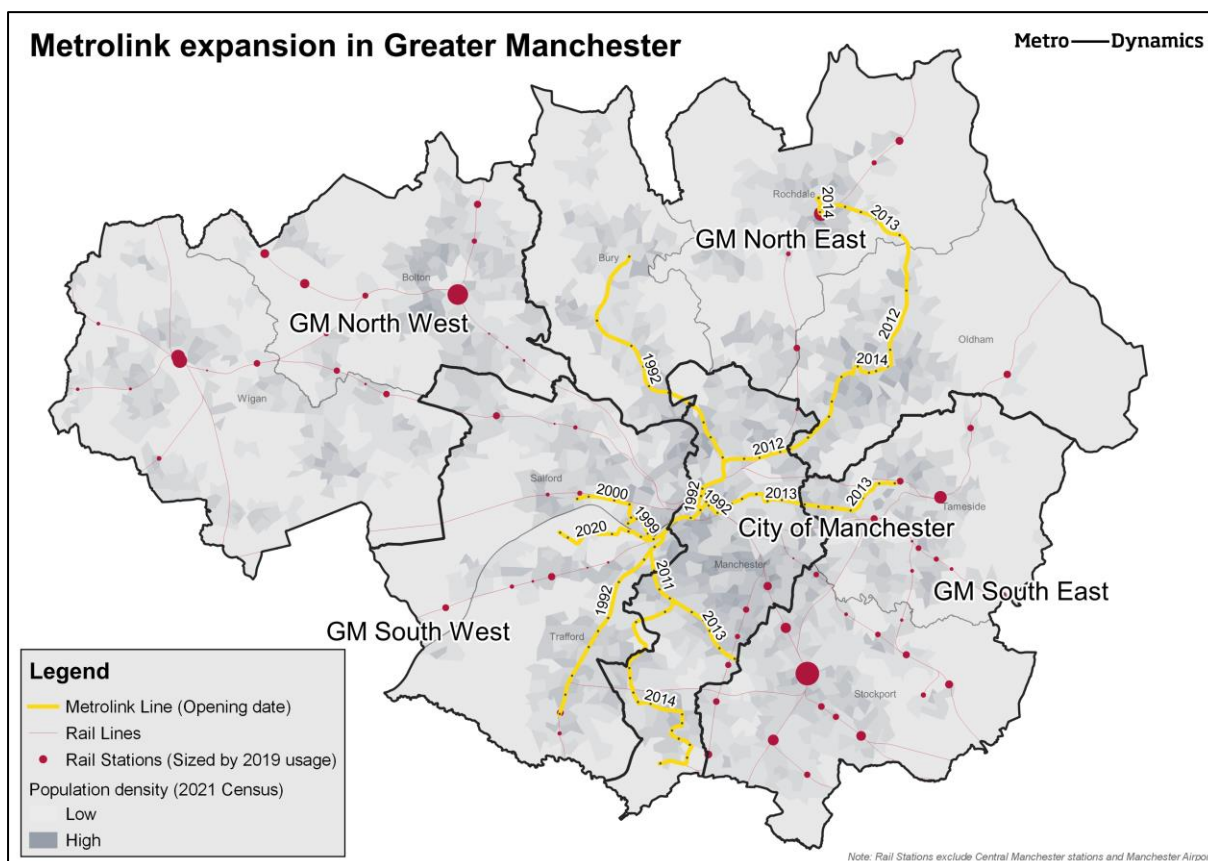 Metrolink expansion in Greater Manchester
Metro — Dynamics
Rochdale
2014
2013
GM North East
Bury
Bolton
GM North West
2012
Oldham
2014
1992
Wigan
2012
Salford
2000
1992
1992
2013
2013
Tameside
2020
1999
City of Manchester
2011
Manchester
1992
GM South East
GM South West
Trafford
2013
2014
Stockport
Legend
Metrolink Line (Opening date)
Rail Lines
Rail Stations (Sized by 2019 usage)
Population density (2021 Census)
Low
High
Note: Rail Stations exclude Central Manchester stations and Manchester Airport